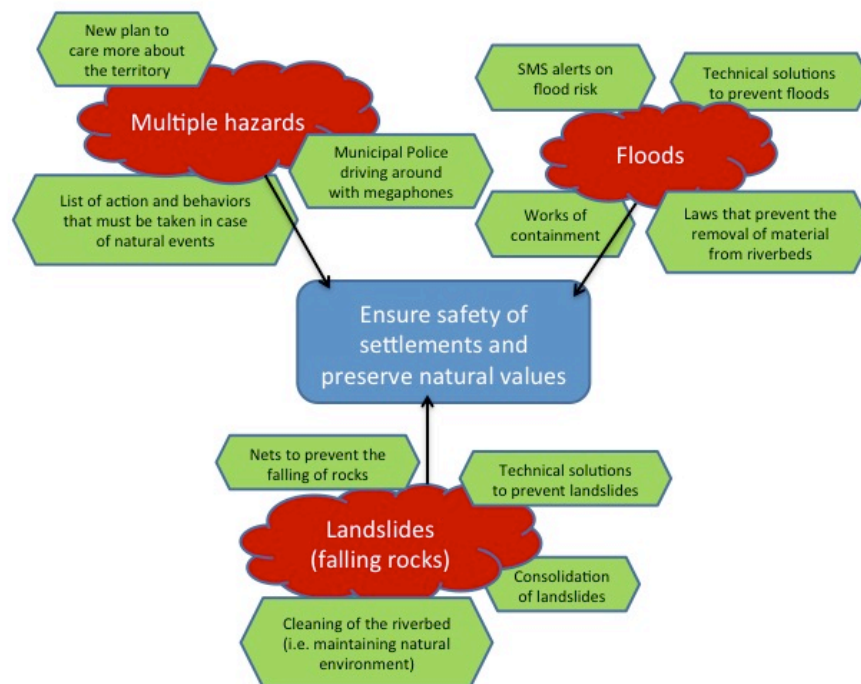 New plan to
care more about
the territory
Multiple hazards
Municipal Police
driving around
with megaphones
List of action and behaviors
that must be taken in case
of natural events
SMS alerts on
flood risk
Technical solutions
to prevent floods
Floods
Works of
containment
Laws that prevent the
removal of material
from riverbeds
Ensure safety of
settlements and
preserve natural values
Nets to prevent the
falling of rocks
Technical solutions
to prevent landslides
Landslides
(falling rocks)
Consolidation
of landslides
Cleaning of the riverbed
(i.e. maintaining natural
environment)